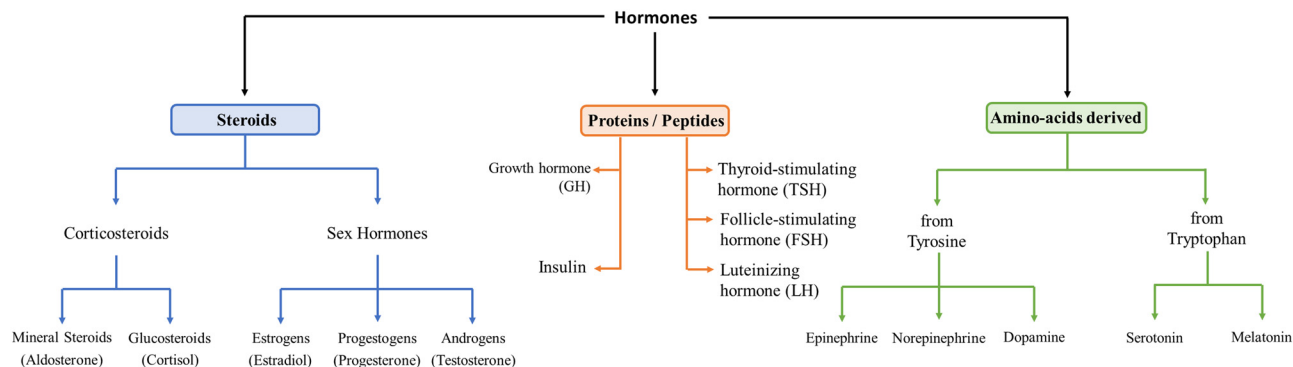 Hormones
Steroids
Proteins / Peptides
Amino-acids derived
Growth hormone
(GH)
Thyroid-stimulating
hormone (TSH)
Follicle-stimulating
hormone (FSH)
Insulin
Luteinizing
hormone (LH)
Corticosteroids
Sex Hormones
from
Tyrosine
from
Tryptophan
Mineral Steroids
(Aldosterone)
Glucosteroids
(Cortisol)
Estrogens
(Estradiol)
Progestogens
(Progesterone)
Androgens
(Testosterone)
Epinephrine
Norepinephrine
Dopamine
Serotonin
Melatonin